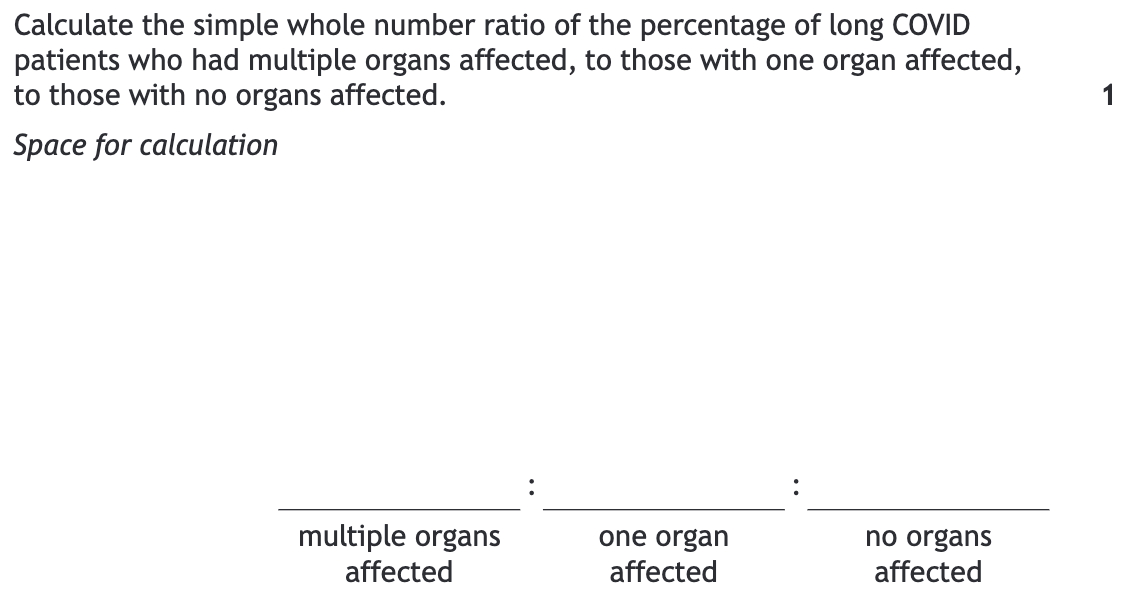 Calculate the simple whole number ratio of the percentage of long COVID
patients who had multiple organs affected, to those with one organ affected,
to those with no organs affected. 1
Space for calculation
: :
multiple organs one organ no organs
affected affected affected